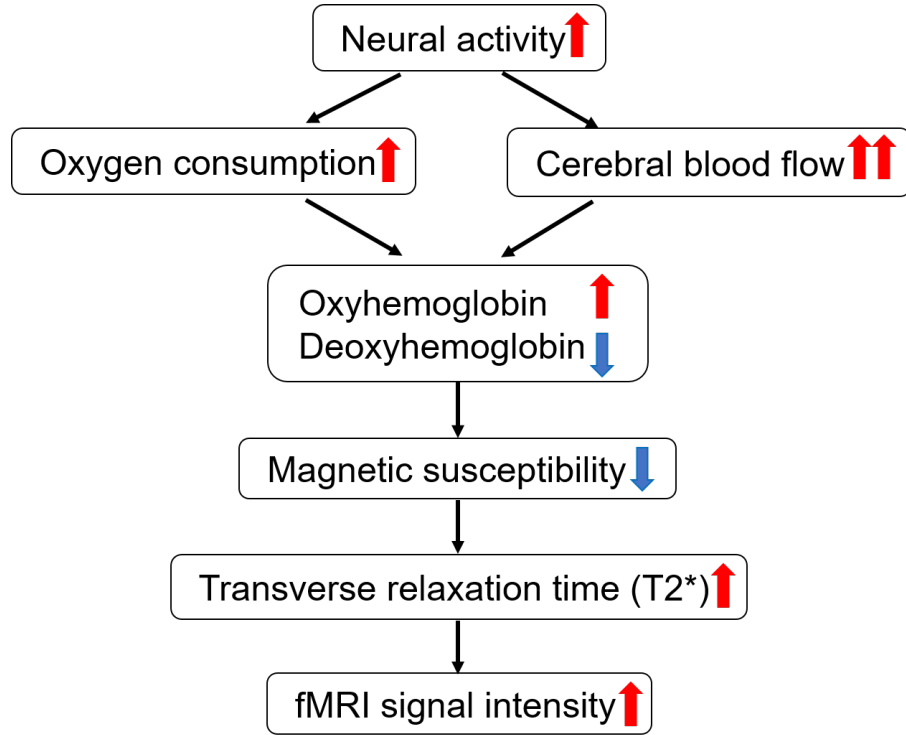 Neural activity
Oxygen consumption
Cerebral blood flow
Oxyhemoglobin
Deoxyhemoglobin
Magnetic susceptibility
Transverse relaxation time (T2*)
fMRI signal intensity